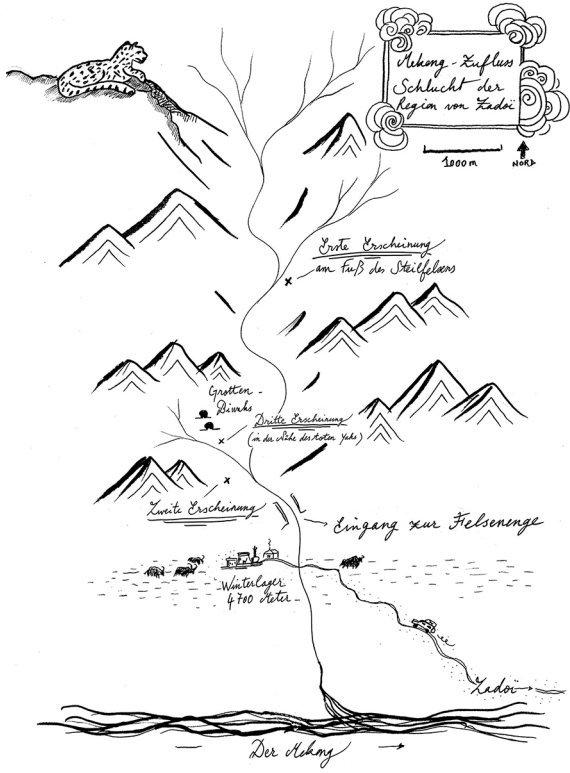 Mekong-Zufluss
Schlucht der
Region von Zadoï
1000 m
NORD
Erste Erscheinung
am Fuß des Steilfelsens
Grotten-
Biwaks
Dritte Erscheinung
(in der Nähe des toten Yaks)
Zweite Erscheinung
Eingang zur Felsenenge
Winterlager
4700 Meter
Zadoï
Der Mekong